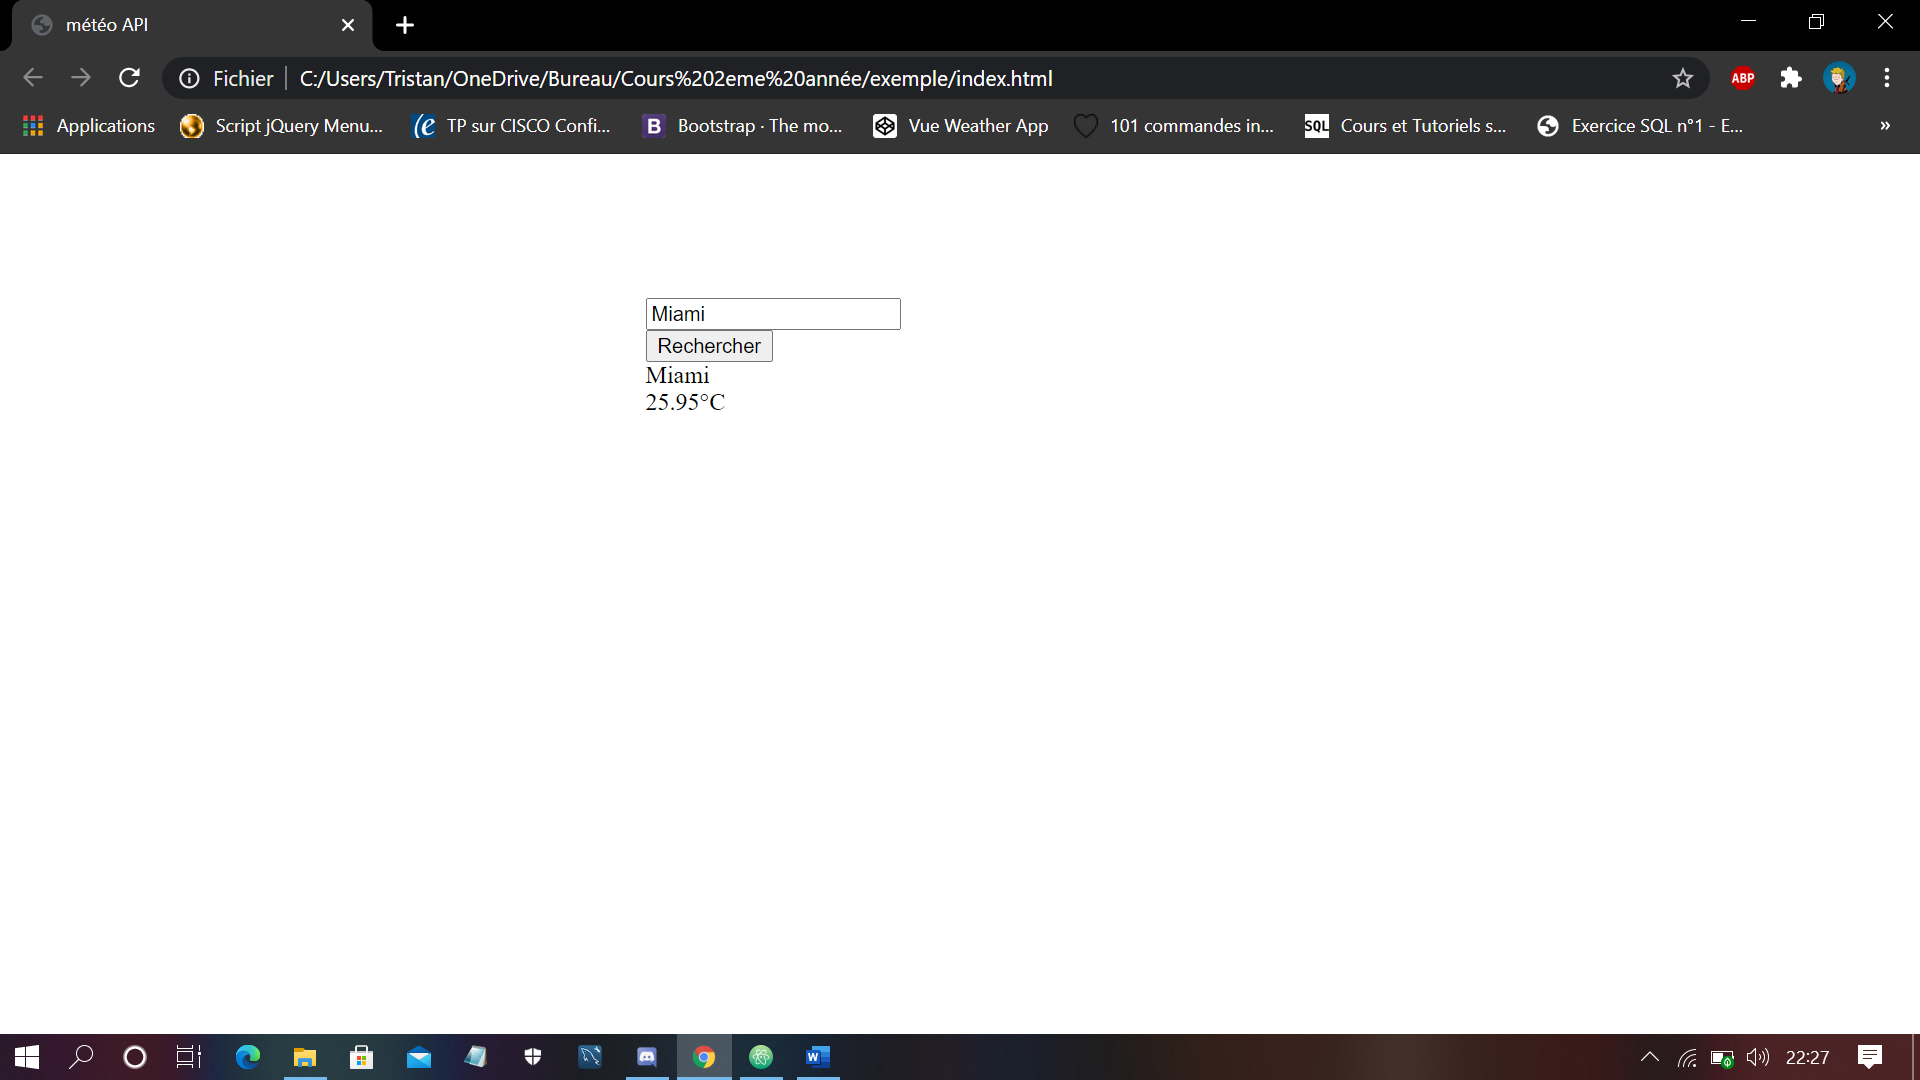 météo API
Fichier C:/Users/Tristan/OneDrive/Bureau/Cours%202eme%20année/exemple/index.html
ABP
Applications Script jQuery Menu... TP sur CISCO Confi... B Bootstrap · The mo... Vue Weather App 101 commandes in... SQL Cours et Tutoriels s... Exercice SQL n°1 - E... »
Miami
Rechercher
Miami
25.95°C
22:27